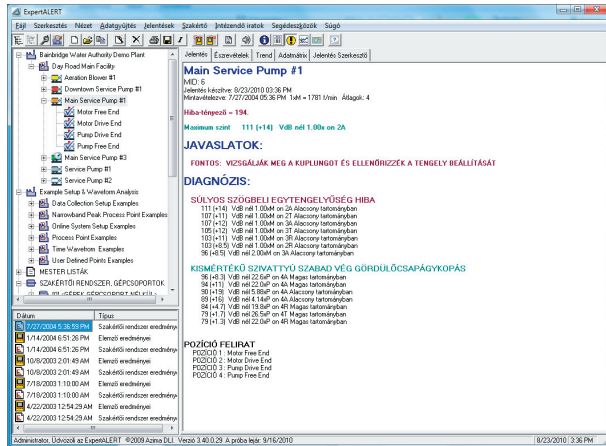 ExpertALERT
Fájl Szerkesztés Nézet Adatgyűjtés Jelentések Szakértő Intézendő iratok Segédeszközök Súgó
Bainbridge Water Authority Demo Plant
Day Road Main Facility
Aeration Blower #1
Downtown Service Pump #1
Main Service Pump #1
Motor Free End
Motor Drive End
Pump Drive End
Pump Free End
Main Service Pump #3
Service Pump #1
Service Pump #2
Example Setup & Waveform Analysis
Data Collection Setup Examples
Narrowband Peak Process Point Examples
Online System Setup Examples
Process Point Examples
Time Wavefrom Examples
User Defined Points Examples
MESTER LISTÁK
SZAKÉRTŐI RENDSZER, GÉPCSOPORTOK
Dátum Típus
7/27/2004 5:36:59 PM Szakértői rendszer eredménye
1/14/2004 6:51:26 PM Elemző eredményei
1/14/2004 6:51:26 PM Szakértői rendszer eredménye
10/8/2003 2:01:49 AM Elemző eredményei
10/8/2003 2:01:49 AM Szakértői rendszer eredménye
7/18/2003 1:10:00 AM Elemző eredményei
7/18/2003 1:10:00 AM Szakértői rendszer eredménye
4/22/2003 12:54:29 AM Elemző eredményei
4/22/2003 12:54:29 AM Szakértői rendszer eredménye
Jelentés Észrevételek Trend Adatmátrix Jelentés Szerkesztő
Main Service Pump #1
MID: 6
Jelentés készítve: 8/23/2010 03:36 PM
Mintavételezve: 7/27/2004 05:36 PM 1xM = 1781 f/min Átlagok: 4
Hiba-tényező = 194.
Maximum szint 111 (+14) VdB nél 1.00x on 2A
JAVASLATOK:
FONTOS: VIZSGÁLJÁK MEG A KUPLUNGOT ÉS ELLENŐRIZZÉK A TENGELY BEÁLLÍTÁSÁT
DIAGNÓZIS:
SÚLYOS SZÖGBELI EGYTENGELYŰSÉG HIBA
111 (+14) VdB nél 1.00xM on 2A Alacsony tartományban
107 (+11) VdB nél 1.00xM on 2T Alacsony tartományban
107 (+12) VdB nél 1.00xM on 3A Alacsony tartományban
105 (+12) VdB nél 1.00xM on 3T Alacsony tartományban
103 (+11) VdB nél 1.00xM on 3R Alacsony tartományban
103 (+8.5) VdB nél 1.00xM on 2R Alacsony tartományban
96 (+8.5) VdB nél 2.00xM on 3A Alacsony tartományban
KISMÉRTÉKŰ SZIVATTYÚ SZABAD VÉG GÖRDÜLŐCSAPÁGYKOPÁS
96 (+8.3) VdB nél 22.6xP on 4A Magas tartományban
94 (+11) VdB nél 22.0xP on 4A Magas tartományban
90 (+19) VdB nél 5.88xP on 4A Alacsony tartományban
89 (+16) VdB nél 4.14xP on 4A Alacsony tartományban
84 (+4.7) VdB nél 19.8xP on 4R Magas tartományban
79 (+1.7) VdB nél 26.5xP on 4T Magas tartományban
79 (+1.3) VdB nél 22.0xP on 4R Magas tartományban
POZÍCIÓ FELIRAT
POZÍCIÓ 1 : Motor Free End
POZÍCIÓ 2 : Motor Drive End
POZÍCIÓ 3 : Pump Drive End
POZÍCIÓ 4 : Pump Free End
Administrator, Üdvözöli az ExpertALERT ©2009 Azima DLI. Verzió 3.40.0.29 A próba lejár: 9/16/2010 8/23/2010 3:36 PM